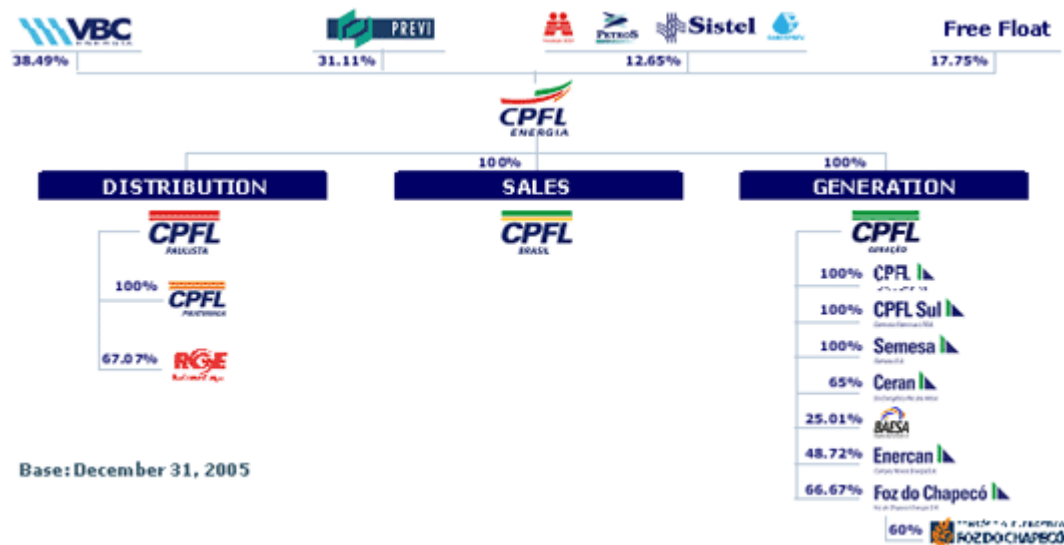 VBC
ENERGIA
PREVI
PETROS
Sistel
Free Float
38.49%
31.11%
12.65%
17.75%
CPFL
ENERGIA
100%
100%
DISTRIBUTION
SALES
GENERATION
CPFL
PAULISTA
CPFL
BRASIL
CPFL
GERAÇÃO
100%
CPFL
PIRATININGA
67.07%
RGE
100%
CPFL
100%
CPFL Sul
100%
Semesa
65%
Ceran
25.01%
BAESA
48.72%
Enercan
66.67%
Foz do Chapecó
60%
FOZ DO CHAPECÓ
Base: December 31, 2005